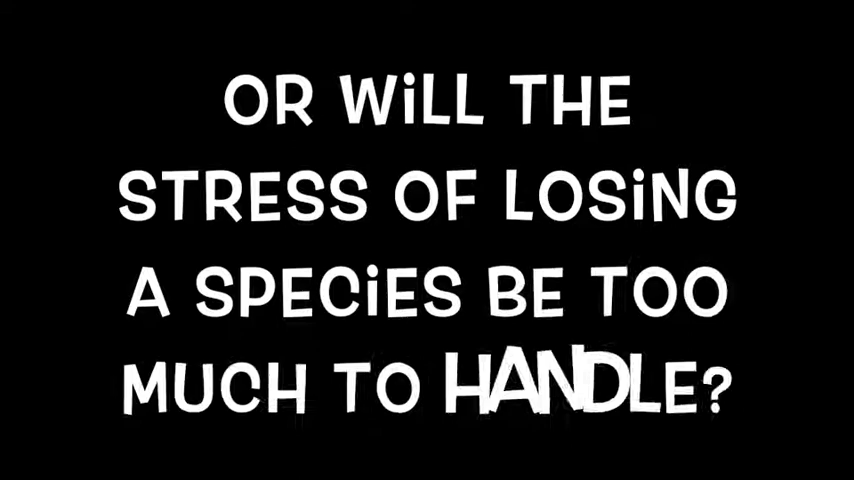 OR WiLL THE
STRESS OF LOSiNG
A SPECiES BE TOO
MUCH TO HANDLE?